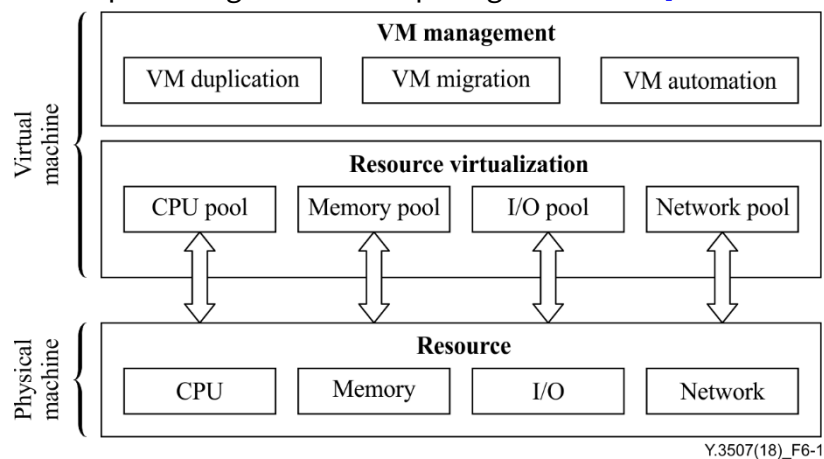 VM management
VM duplication
VM migration
VM automation
Virtual
machine
Resource virtualization
CPU pool
Memory pool
I/O pool
Network pool
Physical
machine
Resource
CPU
Memory
I/O
Network
Y.3507(18)_F6-1